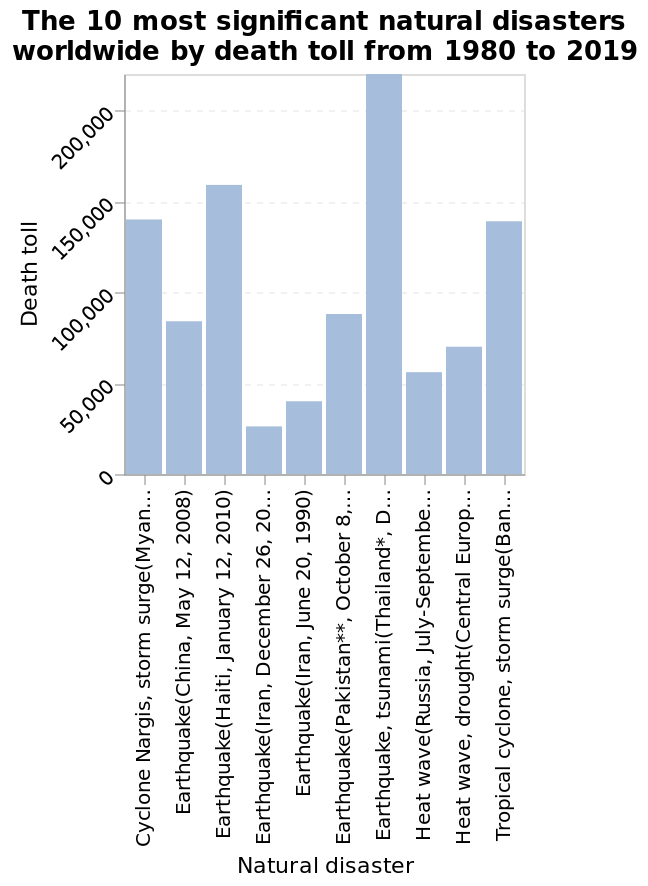 The 10 most significant natural disasters
worldwide by death toll from 1980 to 2019
Death toll
200,000
150,000
100,000
50,000
0
Cyclone Nargis, storm surge(Myan...
Earthquake(China, May 12, 2008)
Earthquake(Haiti, January 12, 2010)
Earthquake(Iran, December 26, 20...
Earthquake(Iran, June 20, 1990)
Earthquake(Pakistan**, October 8,...
Earthquake, tsunami(Thailand*, D...
Heat wave(Russia, July-Septembe...
Heat wave, drought(Central Europ...
Tropical cyclone, storm surge(Ban...
Natural disaster